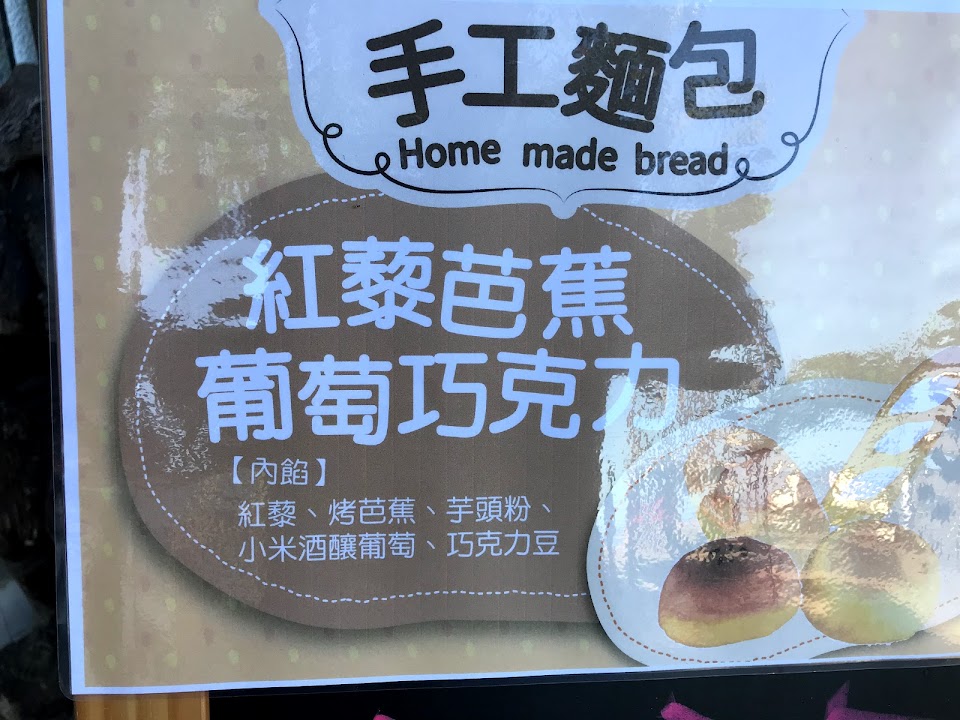 手工麵包
Home made bread
紅藜芭蕉
葡萄巧克力
【內餡】
紅藜、烤芭蕉、芋頭粉、
小米酒釀葡萄、巧克力豆